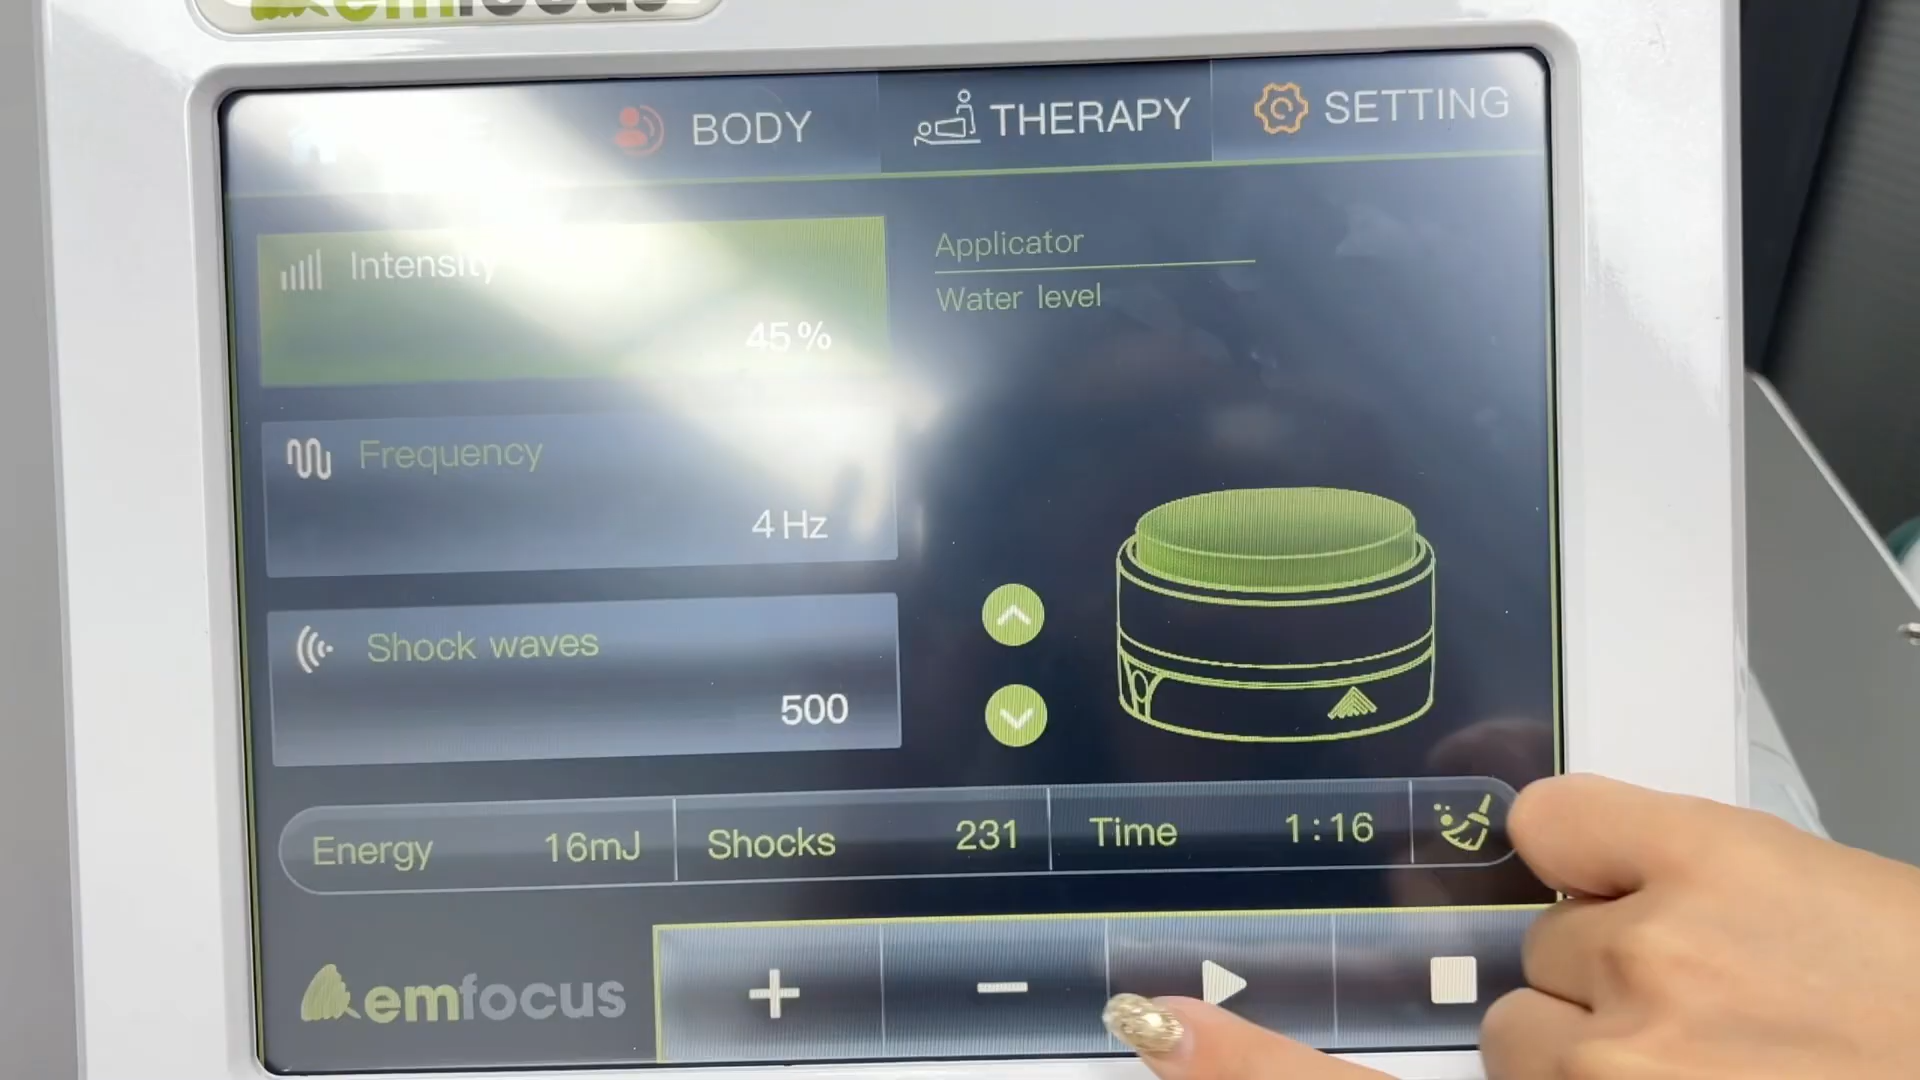 emfocus
BODY
THERAPY
SETTING
Intensity
45%
Applicator
Water level
Frequency
4 Hz
Shock waves
500
Energy 16mJ Shocks 231 Time 1:16
emfocus